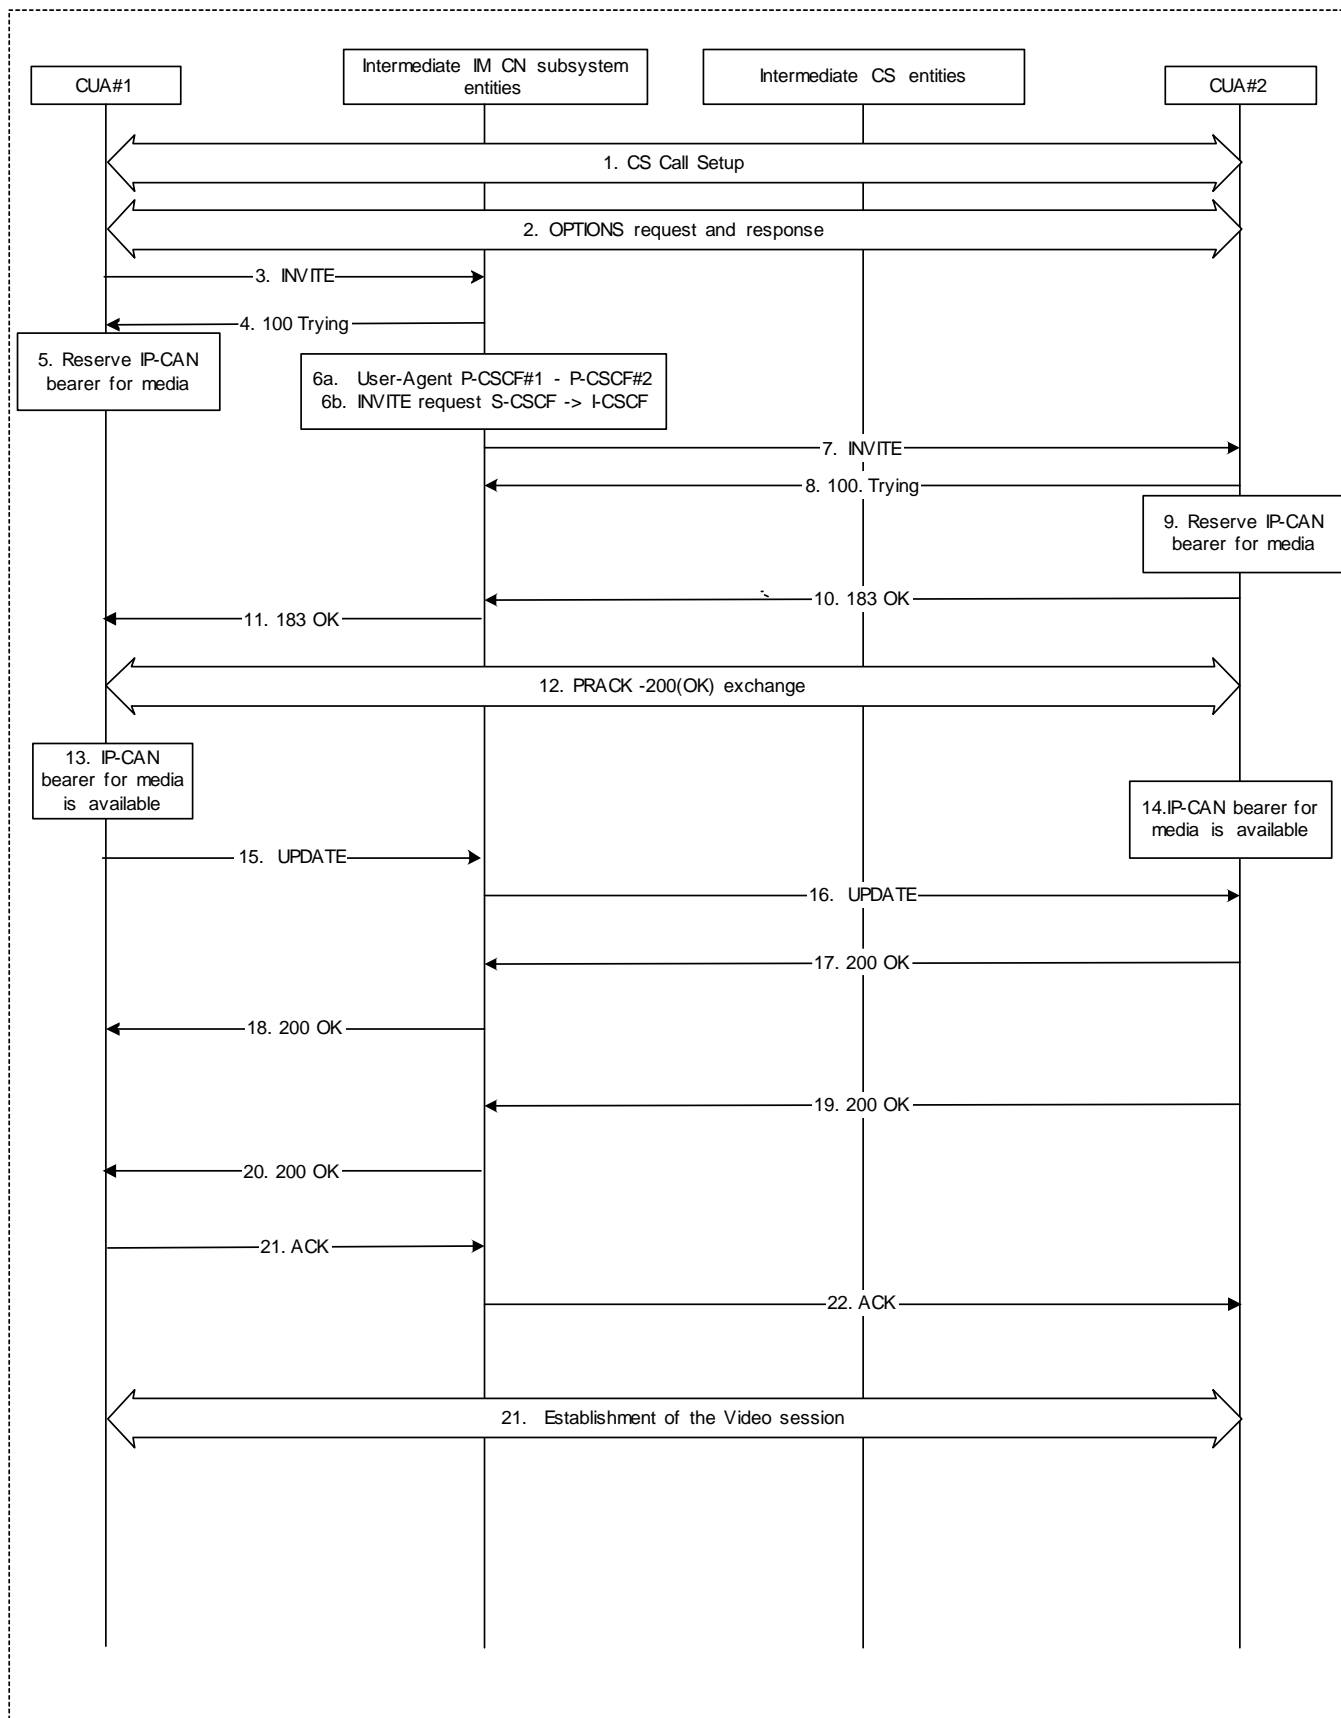 CUA#1
Intermediate IM CN subsystem
entities
Intermediate CS entities
CUA#2
1. CS Call Setup
2. OPTIONS request and response
3. INVITE
4. 100 Trying
5. Reserve IP-CAN
bearer for media
6a. User-Agent P-CSCF#1 - P-CSCF#2
6b. INVITE request S-CSCF -> I-CSCF
7. INVITE
8. 100. Trying
9. Reserve IP-CAN
bearer for media
10. 183 OK
11. 183 OK
12. PRACK -200(OK) exchange
13. IP-CAN
bearer for media
is available
14.IP-CAN bearer for
media is available
15. UPDATE
16. UPDATE
17. 200 OK
18. 200 OK
19. 200 OK
20. 200 OK
21. ACK
22. ACK
21. Establishment of the Video session